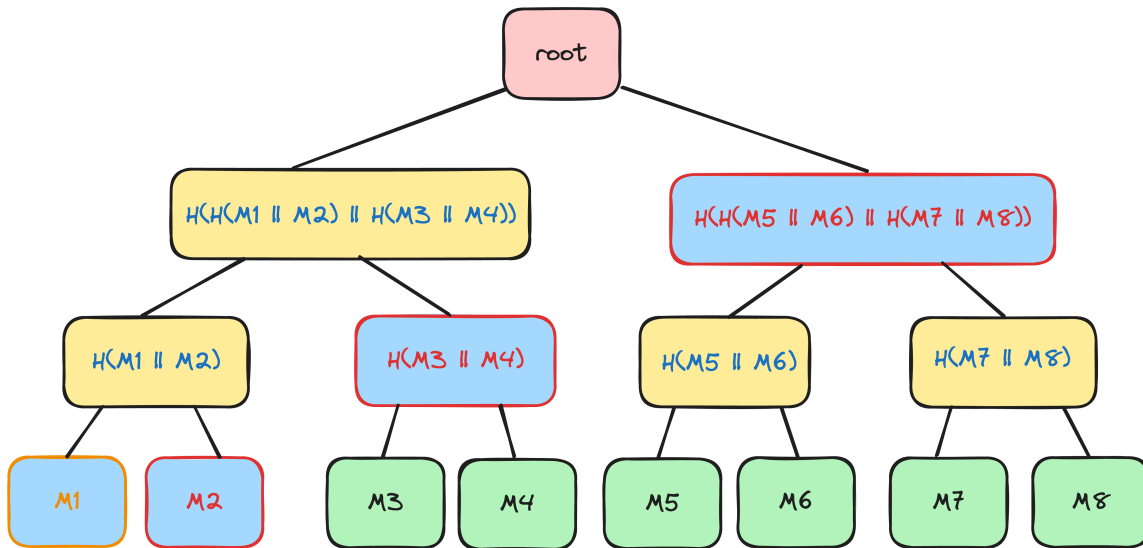 root
H(H(M1 || M2) || H(M3 || M4))
H(H(M5 || M6) || H(M7 || M8))
H(M1 || M2)
H(M3 || M4)
H(M5 || M6)
H(M7 || M8)
M1
M2
M3
M4
M5
M6
M7
M8